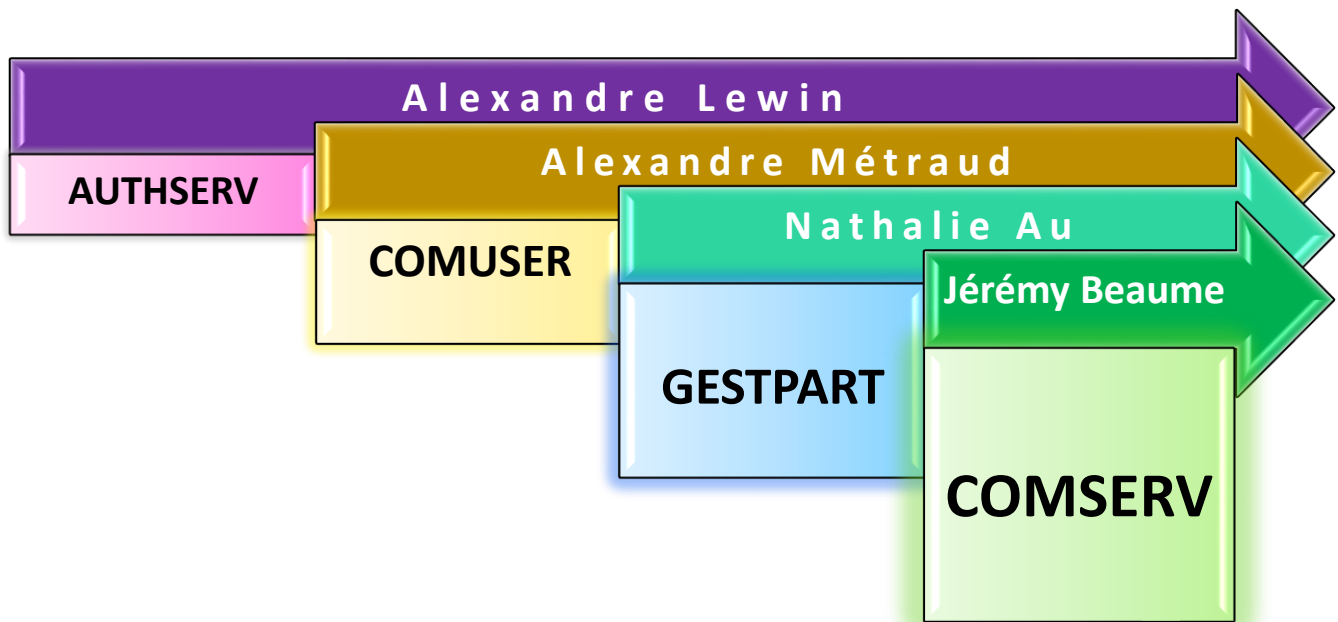 Alexandre Lewin
AUTHSERV
Alexandre Métraud
COMUSER
Nathalie Au
GESTPART
Jérémy Beaume
COMSERV